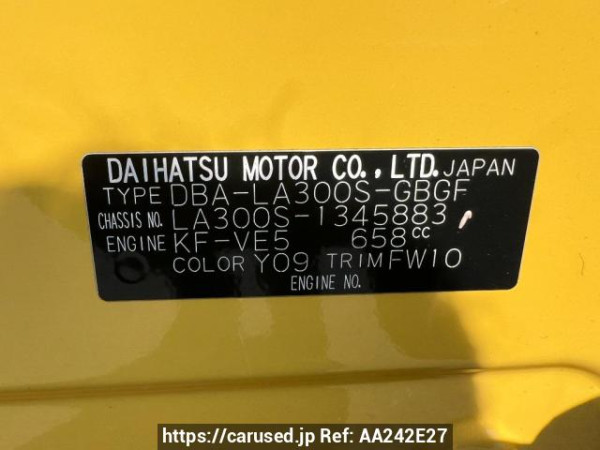 DAIHATSU MOTOR CO., LTD. JAPAN
TYPE DBA-LA300S-GBGF
CHASSIS NO. LA300S-1345883
ENGINE KF-VE5 658cc
COLOR Y09 TRIM FW10
ENGINE NO.
https://carused.jp Ref: AA242E27